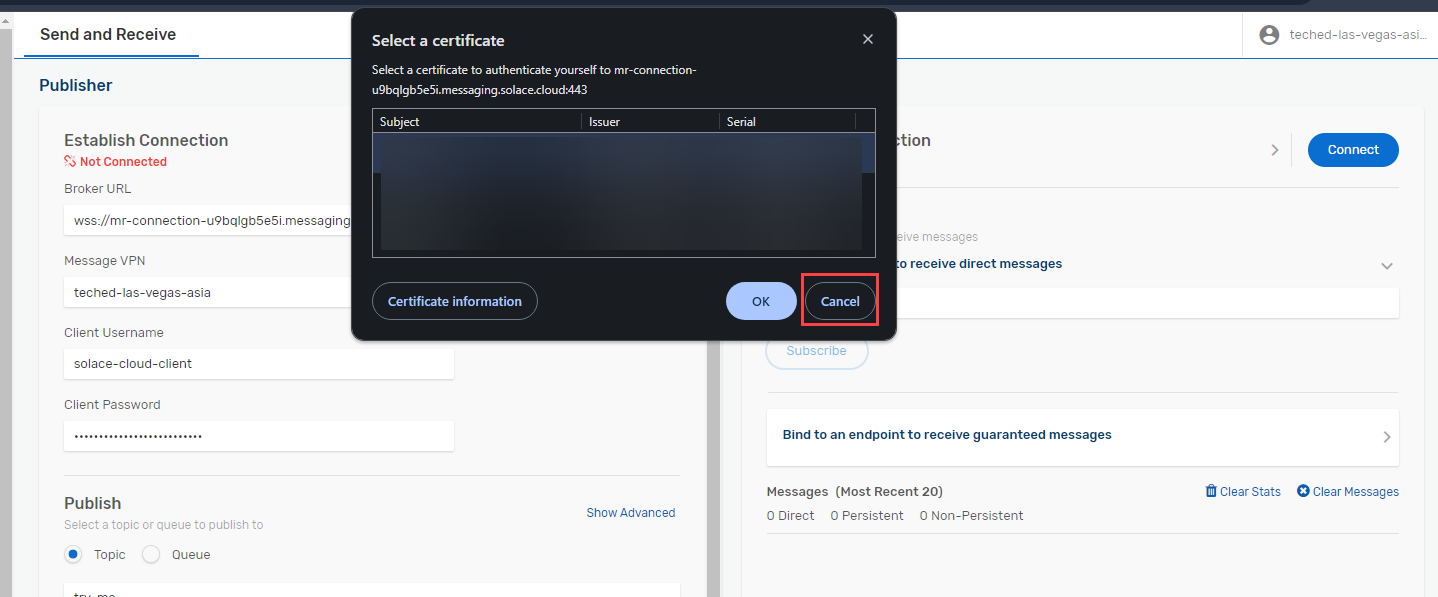 Send and Receive
teched-las-vegas-asi...
Publisher
Establish Connection
Not Connected
Broker URL
wss://mr-connection-u9bqlgb5e5i.messaging
Message VPN
teched-las-vegas-asia
Client Username
solace-cloud-client
Client Password
••••••••••••••••••••••••••
Publish
Select a topic or queue to publish to
Show Advanced
Topic
Queue
Select a certificate
Select a certificate to authenticate yourself to mr-connection-
u9bqlgb5e5i.messaging.solace.cloud:443
Subject
Issuer
Serial
Certificate information
OK
Cancel
Connect
messages
to receive direct messages
Subscribe
Bind to an endpoint to receive guaranteed messages
Messages (Most Recent 20)
Clear Stats
Clear Messages
0 Direct
0 Persistent
0 Non-Persistent